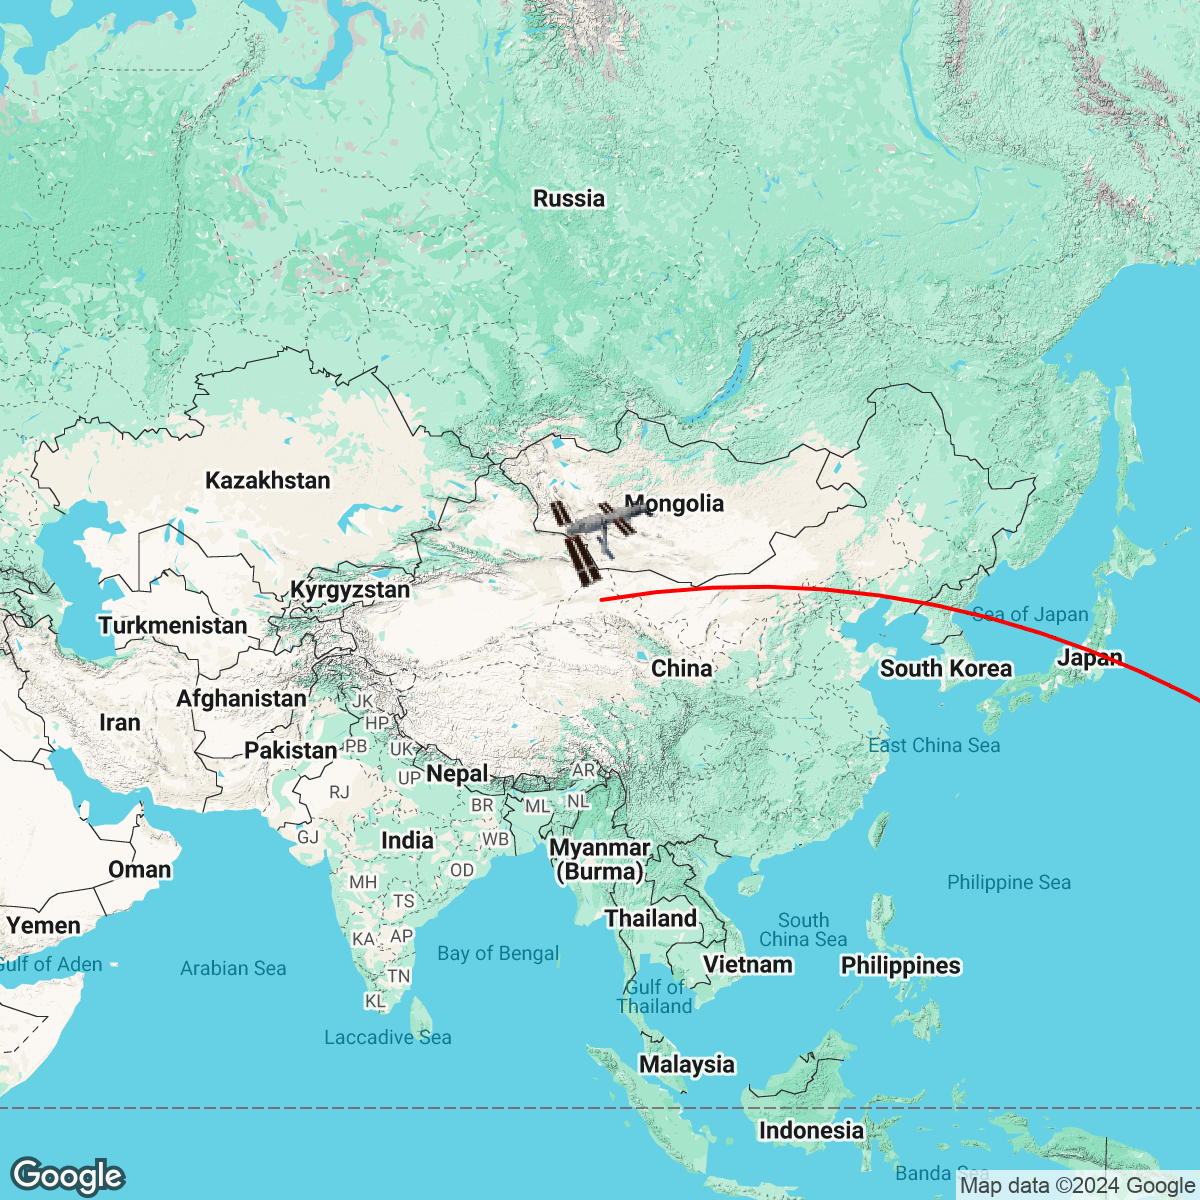 Russia
Kazakhstan
Mongolia
Kyrgyzstan
Turkmenistan
Sea of Japan
Japan
China
South Korea
Afghanistan
JK
Iran
HP
Pakistan
PB
UK
East China Sea
Nepal
UP
AR
RJ
BR
ML
NL
GJ
India
WB
Myanmar
(Burma)
Oman
OD
MH
Philippine Sea
TS
Yemen
Thailand
South
China Sea
KA
AP
Gulf of Aden
Arabian Sea
Bay of Bengal
Vietnam
Philippines
TN
KL
Gulf of
Thailand
Laccadive Sea
Malaysia
Indonesia
Banda Sea
Google
Map data ©2024 Google